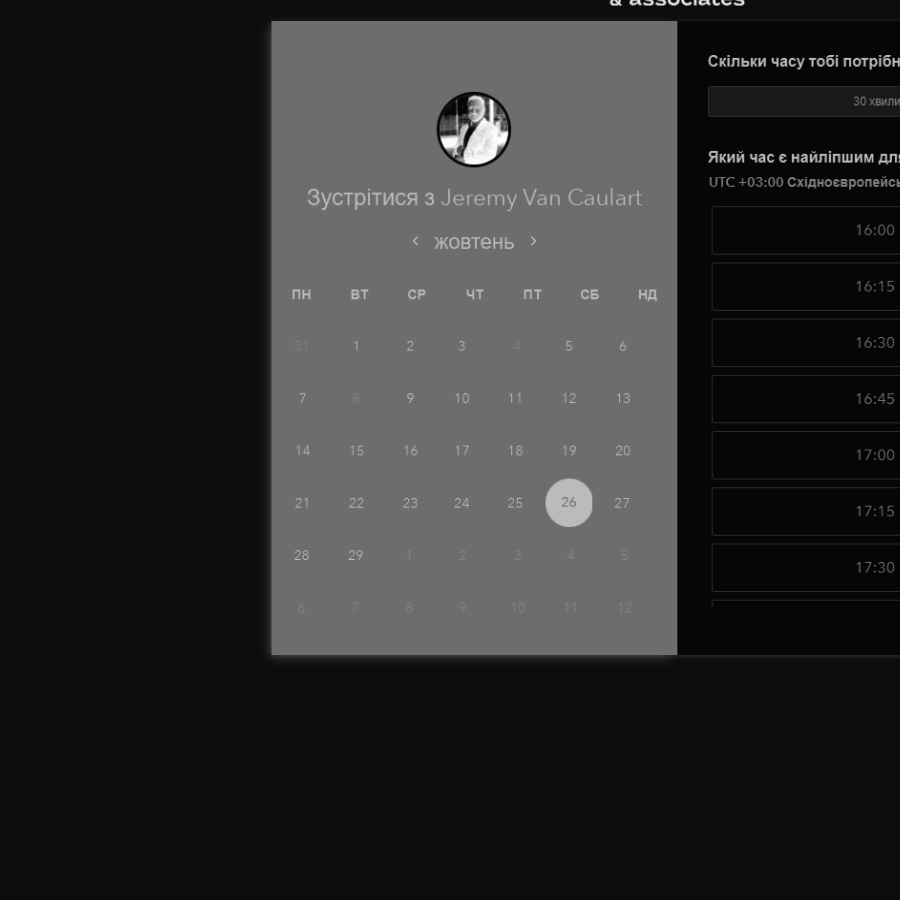 & associates
Зустрітися з Jeremy Van Caulart
‹ жовтень ›
ПН ВТ СР ЧТ ПТ СБ НД
31 1 2 3 4 5 6
7 8 9 10 11 12 13
14 15 16 17 18 19 20
21 22 23 24 25 26 27
28 29 1 2 3 4 5
6 7 8 9 10 11 12
Скільки часу тобі потрібн
30 хвили
Який час є найліпшим дл
UTC +03:00 Східноєвропейсь
16:00
16:15
16:30
16:45
17:00
17:15
17:30